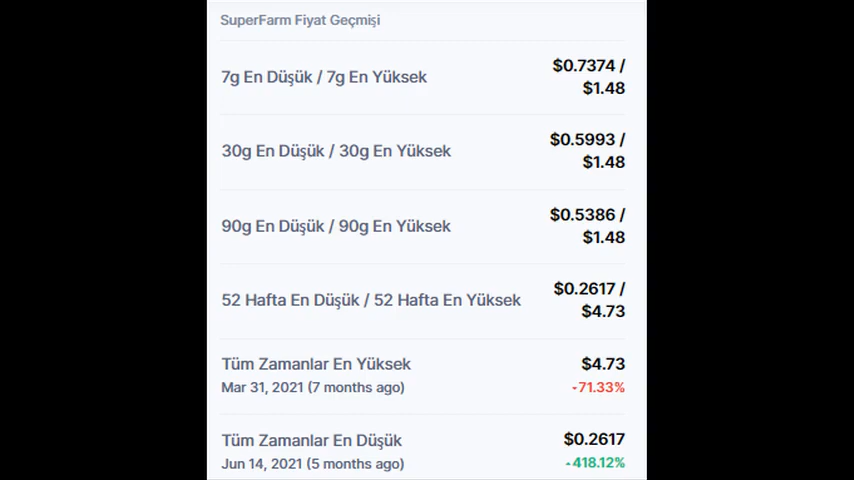 SuperFarm Fiyat Geçmişi
7g En Düşük / 7g En Yüksek
$0.7374 /
$1.48
30g En Düşük / 30g En Yüksek
$0.5993 /
$1.48
90g En Düşük / 90g En Yüksek
$0.5386 /
$1.48
52 Hafta En Düşük / 52 Hafta En Yüksek
$0.2617 /
$4.73
Tüm Zamanlar En Yüksek
$4.73
Mar 31, 2021 (7 months ago)
-71.33%
Tüm Zamanlar En Düşük
$0.2617
Jun 14, 2021 (5 months ago)
418.12%